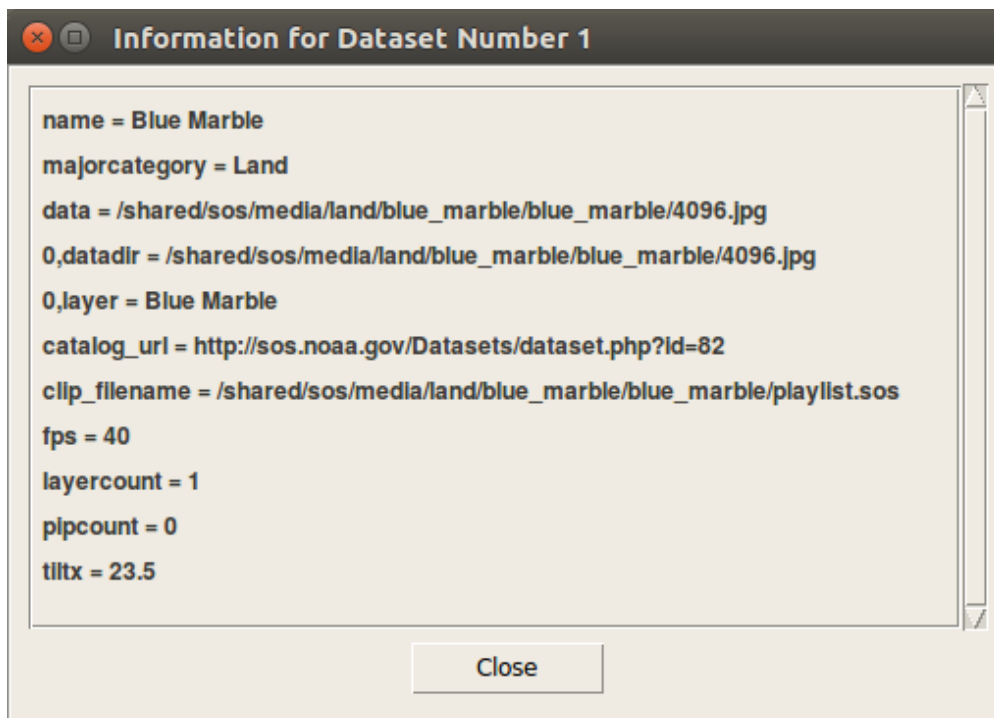 Information for Dataset Number 1
name = Blue Marble
majorcategory = Land
data = /shared/sos/media/land/blue_marble/blue_marble/4096.jpg
0,datadir = /shared/sos/media/land/blue_marble/blue_marble/4096.jpg
0,layer = Blue Marble
catalog_url = http://sos.noaa.gov/Datasets/dataset.php?id=82
clip_filename = /shared/sos/media/land/blue_marble/blue_marble/playlist.sos
fps = 40
layercount = 1
pipcount = 0
tiltx = 23.5
Close